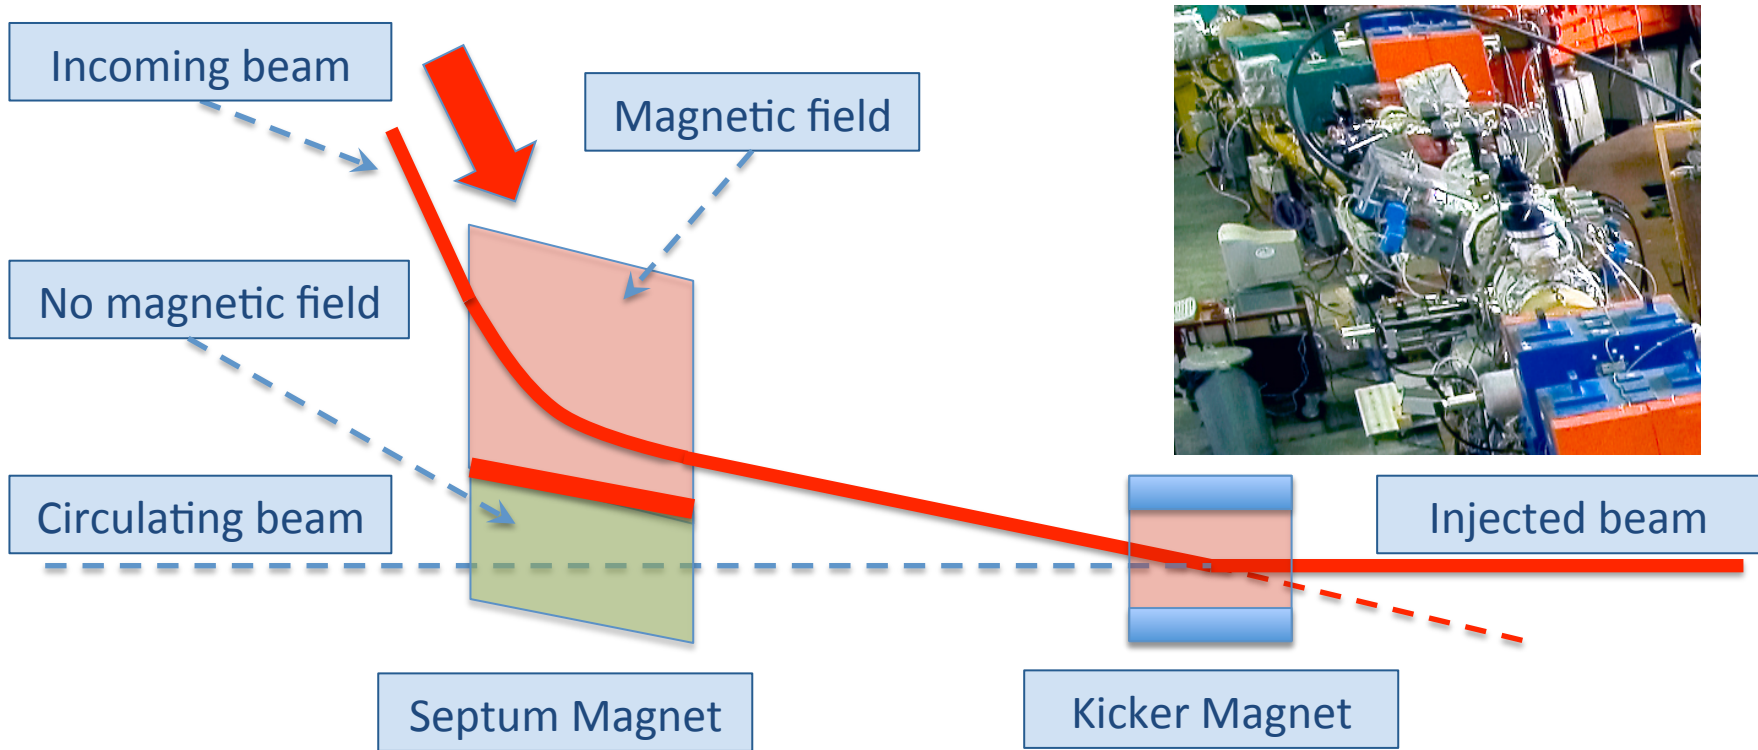 Incoming beam
Magnetic field
No magnetic field
Circulating beam
Injected beam
Septum Magnet
Kicker Magnet